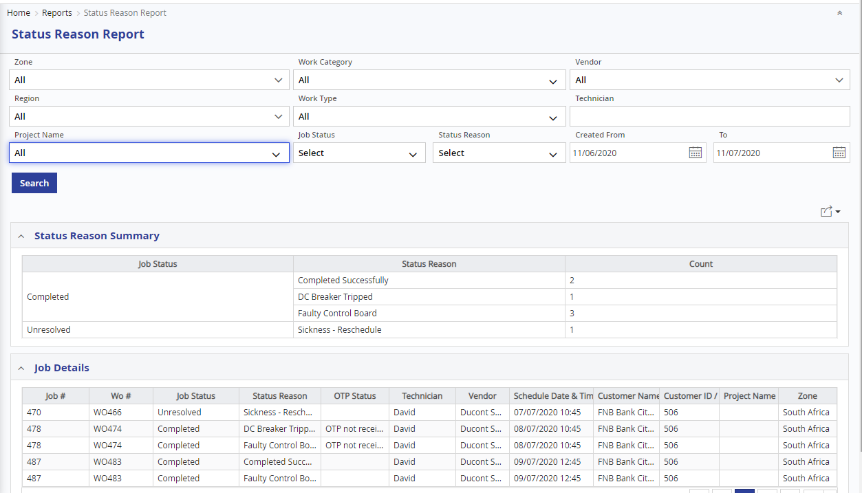 Home > Reports > Status Reason Report
Status Reason Report
Zone Work Category Vendor
All All All
Region Work Type Technician
All All
Project Name Job Status Status Reason Created From To
All Select Select 11/06/2020 11/07/2020
Search
Status Reason Summary
Job Status Status Reason Count
Completed Successfully 2
Completed DC Breaker Tripped 1
Faulty Control Board 3
Unresolved Sickness - Reschedule 1
Job Details
Job # Wo # Job Status Status Reason OTP Status Technician Vendor Schedule Date & Tim Customer Name Customer ID / Project Name Zone
470 WO466 Unresolved Sickness - Resch... David Ducont S... 07/07/2020 10:45 FNB Bank Cit... 506 South Africa
478 WO474 Completed DC Breaker Tripp... OTP not recei... David Ducont S... 08/07/2020 10:45 FNB Bank Cit... 506 South Africa
478 WO474 Completed Faulty Control Bo... OTP not recei... David Ducont S... 08/07/2020 10:45 FNB Bank Cit... 506 South Africa
487 WO483 Completed Completed Succ... David Ducont S... 09/07/2020 12:45 FNB Bank Cit... 506 South Africa
487 WO483 Completed Faulty Control Bo... David Ducont S... 09/07/2020 12:45 FNB Bank Cit... 506 South Africa